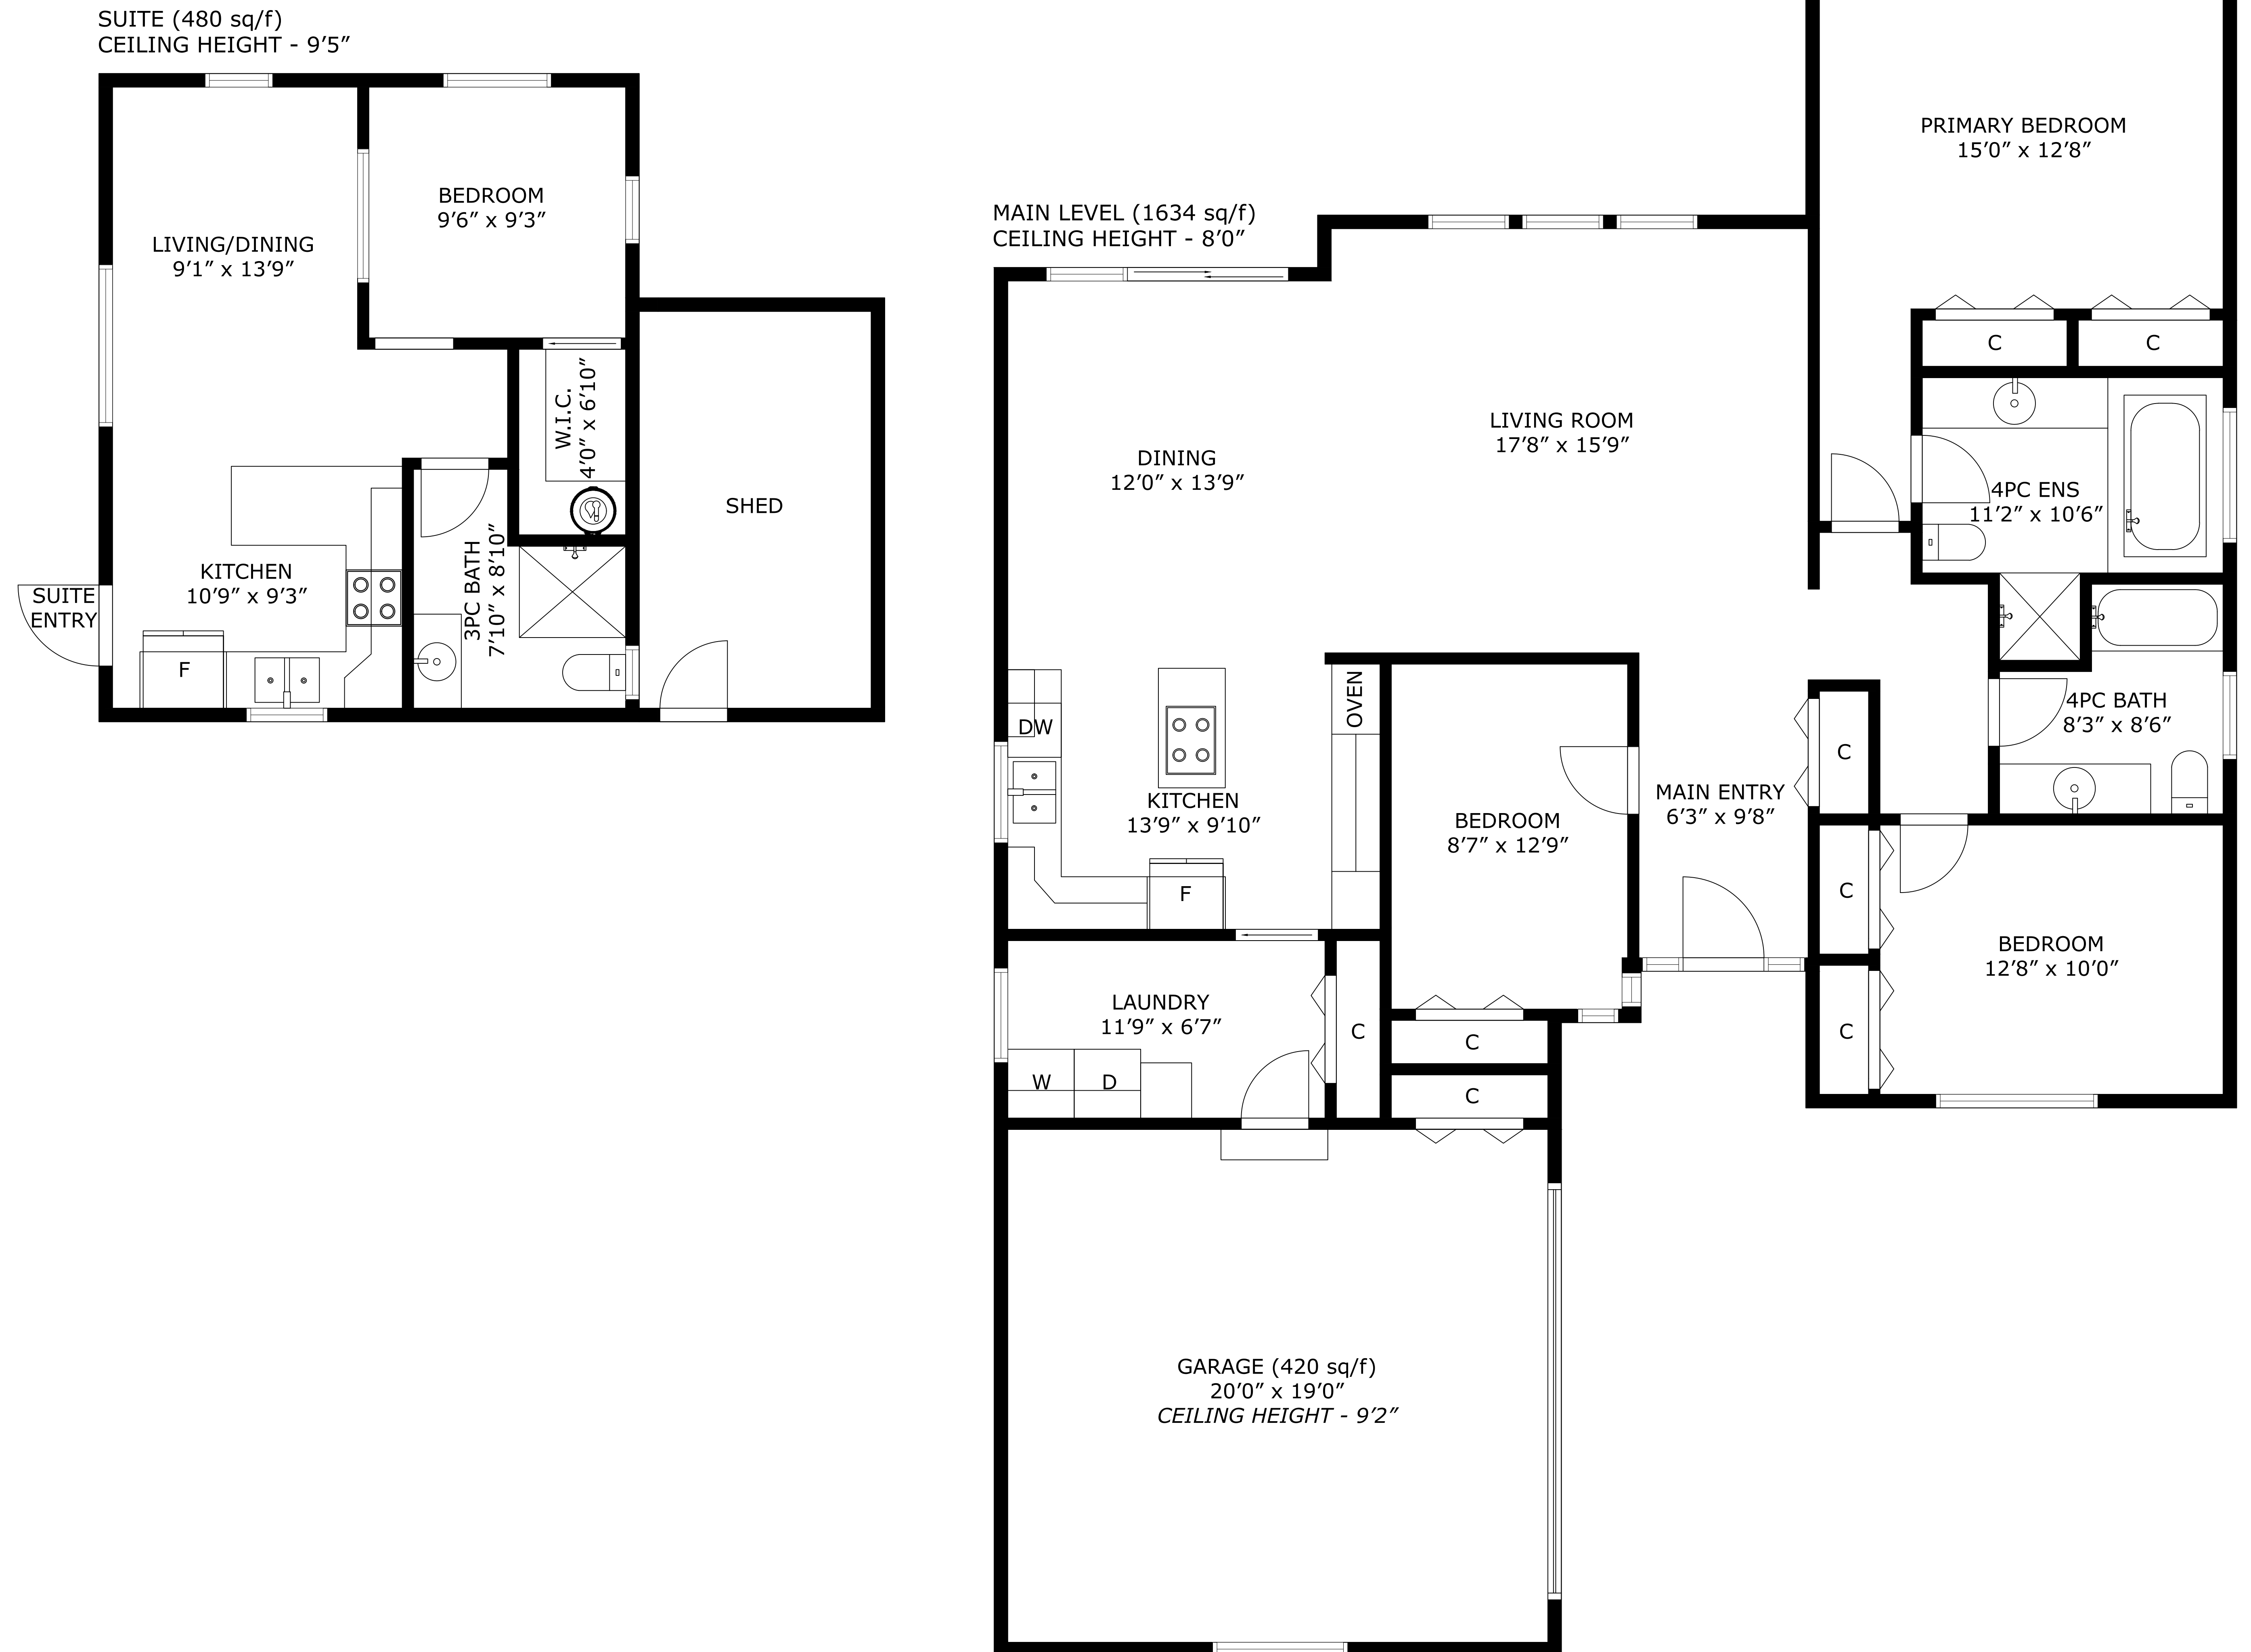 SUITE (480 sq/f)
CEILING HEIGHT - 9’5”
LIVING/DINING
9’1” x 13’9”
BEDROOM
9’6” x 9’3”
W.I.C.
4’0” x 6’10”
SHED
KITCHEN
10’9” x 9’3”
SUITE
ENTRY
F
3PC BATH
7’10” x 8’10”
MAIN LEVEL (1634 sq/f)
CEILING HEIGHT - 8’0”
PRIMARY BEDROOM
15’0” x 12’8”
C
C
LIVING ROOM
17’8” x 15’9”
DINING
12’0” x 13’9”
4PC ENS
11’2” x 10’6”
OVEN
DW
KITCHEN
13’9” x 9’10”
F
BEDROOM
8’7” x 12’9”
MAIN ENTRY
6’3” x 9’8”
C
4PC BATH
8’3” x 8’6”
C
C
BEDROOM
12’8” x 10’0”
LAUNDRY
11’9” x 6’7”
W
D
C
C
C
GARAGE (420 sq/f)
20’0” x 19’0”
CEILING HEIGHT - 9’2”